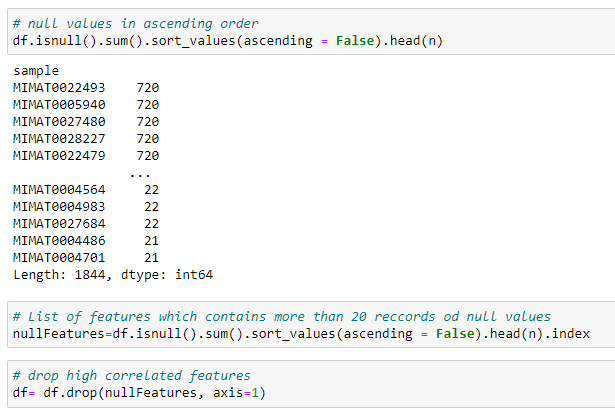 # null values in ascending order
df.isnull().sum().sort_values(ascending = False).head(n)
sample
MIMAT0022493    720
MIMAT0005940    720
MIMAT0027480    720
MIMAT0028227    720
MIMAT0022479    720
...
MIMAT0004564     22
MIMAT0004983     22
MIMAT0027684     22
MIMAT0004486     21
MIMAT0004701     21
Length: 1844, dtype: int64
# List of features which contains more than 20 reccords od null values
nullFeatures=df.isnull().sum().sort_values(ascending = False).head(n).index
# drop high correlated features
df= df.drop(nullFeatures, axis=1)